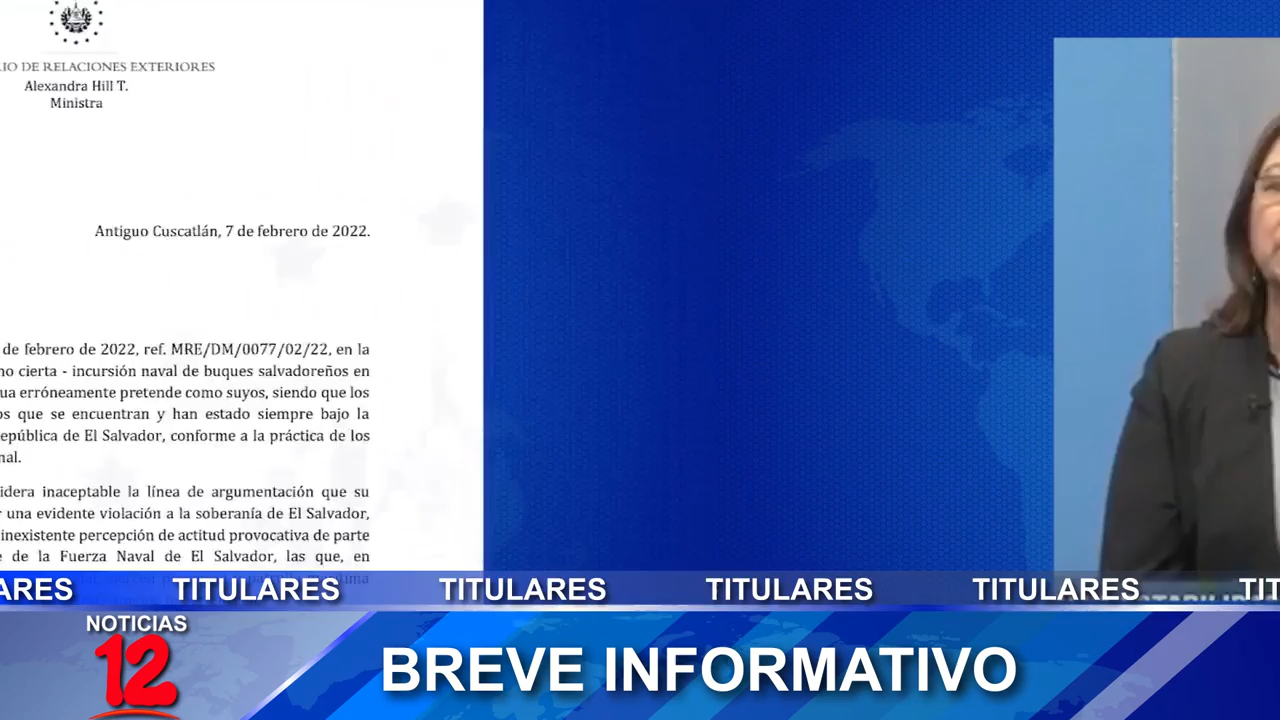 IO DE RELACIONES EXTERIORES
Alexandra Hill T.
Ministra
Antiguo Cuscatlán, 7 de febrero de 2022.
de febrero de 2022, ref. MRE/DM/0077/02/22, en la
no cierta - incursión naval de buques salvadoreños en
ua erróneamente pretende como suyos, siendo que los
os que se encuentran y han estado siempre bajo la
epública de El Salvador, conforme a la práctica de los
nal.
idera inaceptable la línea de argumentación que su
r una evidente violación a la soberanía de El Salvador,
inexistente percepción de actitud provocativa de parte
e de la Fuerza Naval de El Salvador, las que, en
ARES TITULARES TITULARES TITULARES TITULARES TIT
NOTICIAS
12
BREVE INFORMATIVO